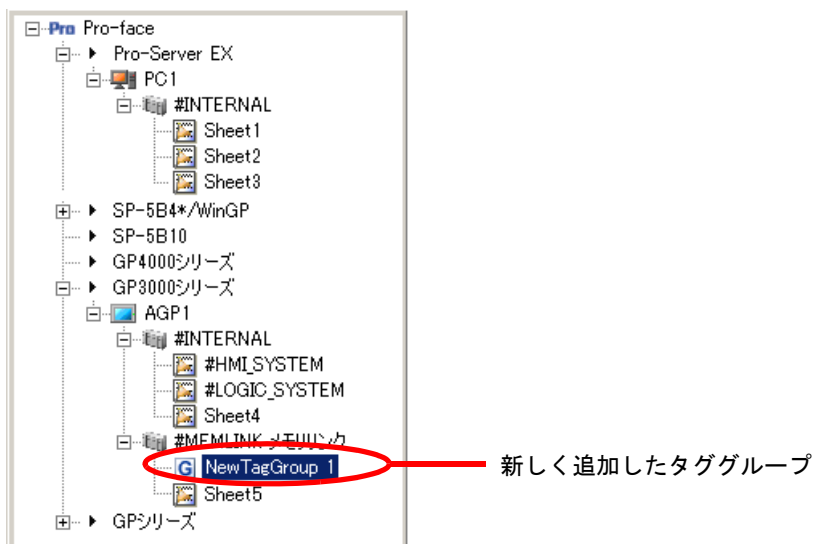 Pro Pro-face
Pro-Server EX
PC1
#INTERNAL
Sheet1
Sheet2
Sheet3
SP-5B4*/WinGP
SP-5B10
GP4000シリーズ
GP3000シリーズ
AGP1
#INTERNAL
#HMI_SYSTEM
#LOGIC_SYSTEM
Sheet4
#MEMLINK メモリリンク
G NewTagGroup 1 新しく追加したタググループ
Sheet5
GPシリーズ